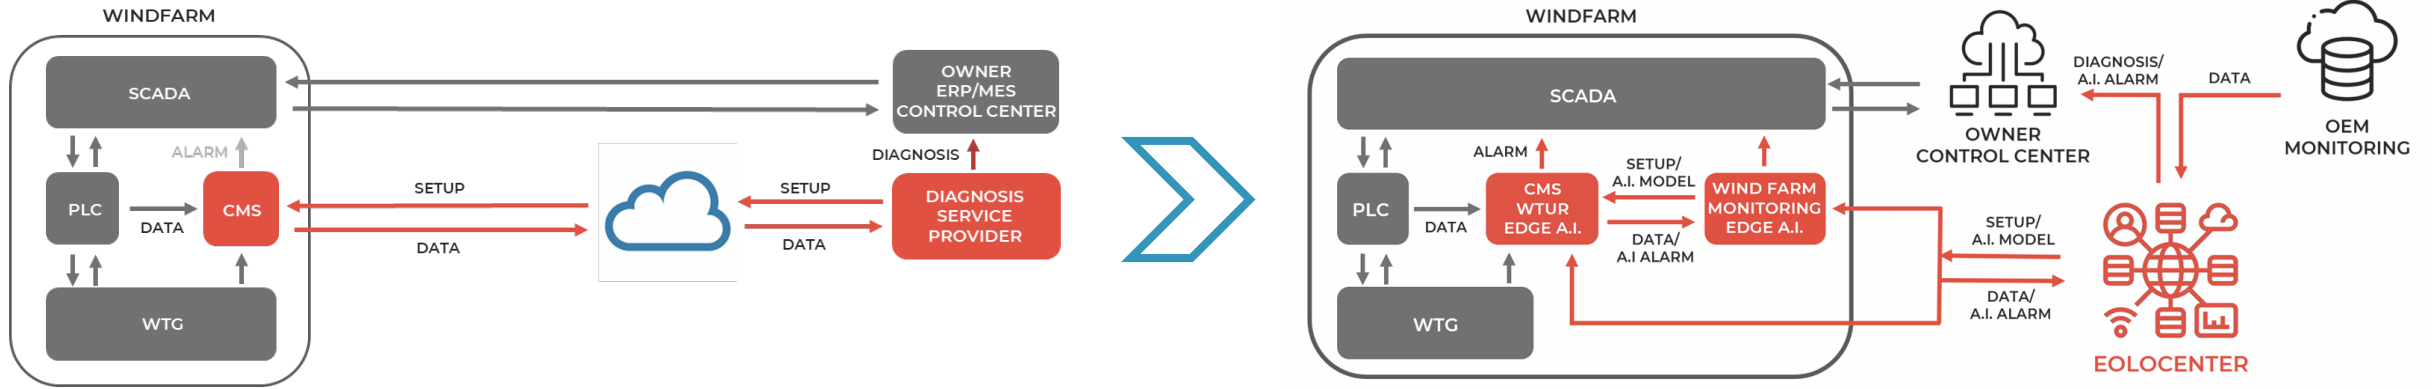 WINDFARM
SCADA
ALARM
PLC
DATA
CMS
WTG
SETUP
DATA
SETUP
DATA
OWNER
ERP/MES
CONTROL CENTER
DIAGNOSIS
DIAGNOSIS
SERVICE
PROVIDER
WINDFARM
SCADA
ALARM
PLC
DATA
CMS
WTUR
EDGE A.I.
SETUP/
A.I. MODEL
DATA/
A.I ALARM
WIND FARM
MONITORING
EDGE A.I.
WTG
OWNER
CONTROL CENTER
DIAGNOSIS/
A.I. ALARM
DATA
OEM
MONITORING
SETUP/
A.I. MODEL
DATA/
A.I. ALARM
EOLOCENTER